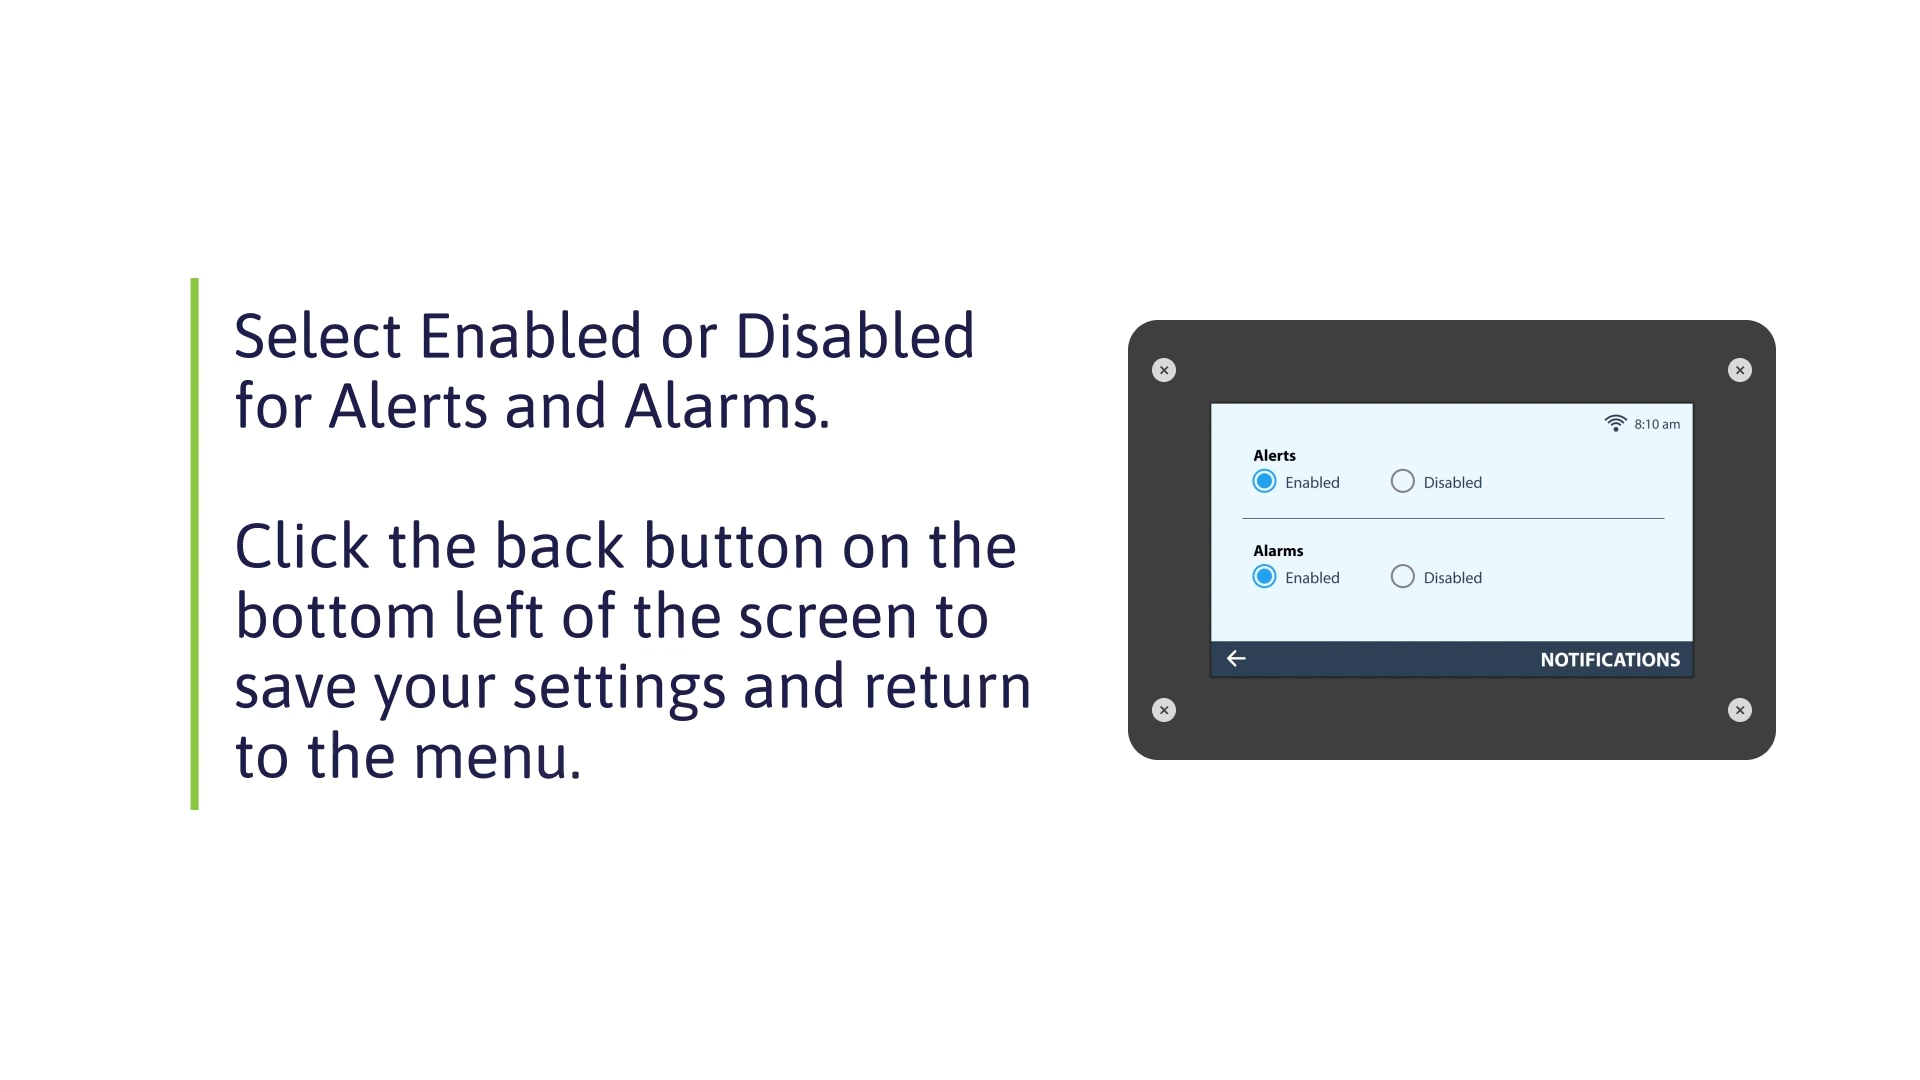 Select Enabled or Disabled
for Alerts and Alarms.
Click the back button on the
bottom left of the screen to
save your settings and return
to the menu.
8:10 am
Alerts
Enabled Disabled
Alarms
Enabled Disabled
NOTIFICATIONS